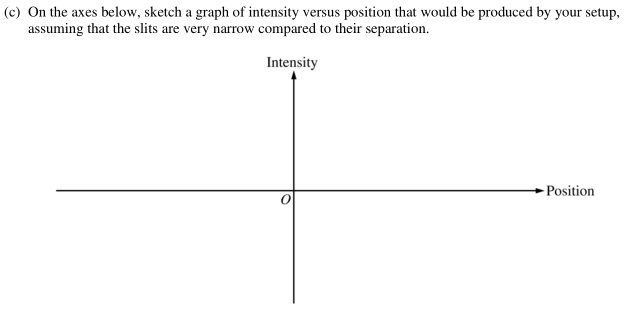 (c) On the axes below, sketch a graph of intensity versus position that would be produced by your setup,
assuming that the slits are very narrow compared to their separation.
Intensity
Position
O